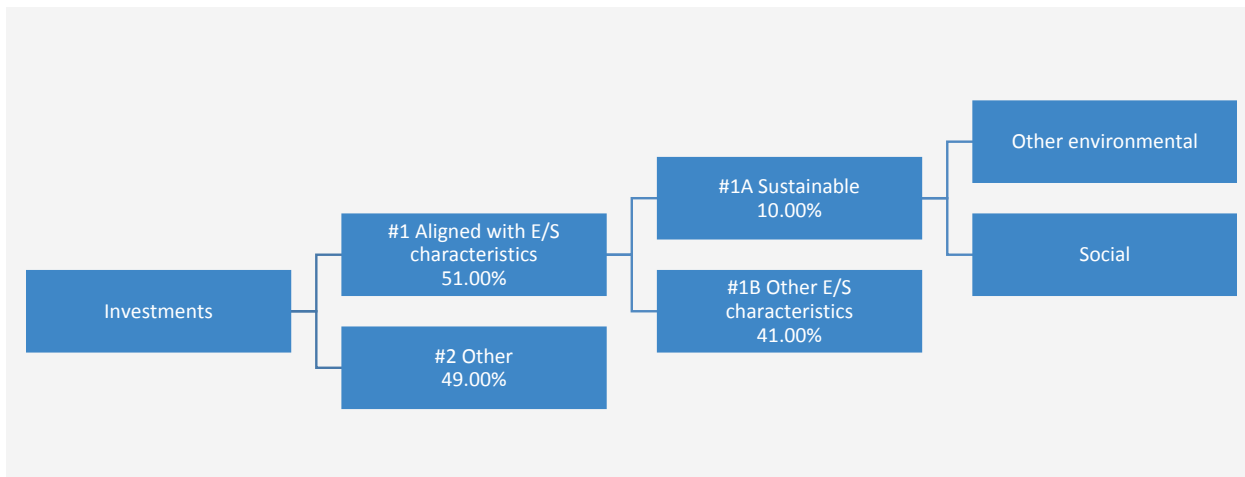 Investments
#1 Aligned with E/S
characteristics
51.00%
#2 Other
49.00%
#1A Sustainable
10.00%
#1B Other E/S
characteristics
41.00%
Other environmental
Social